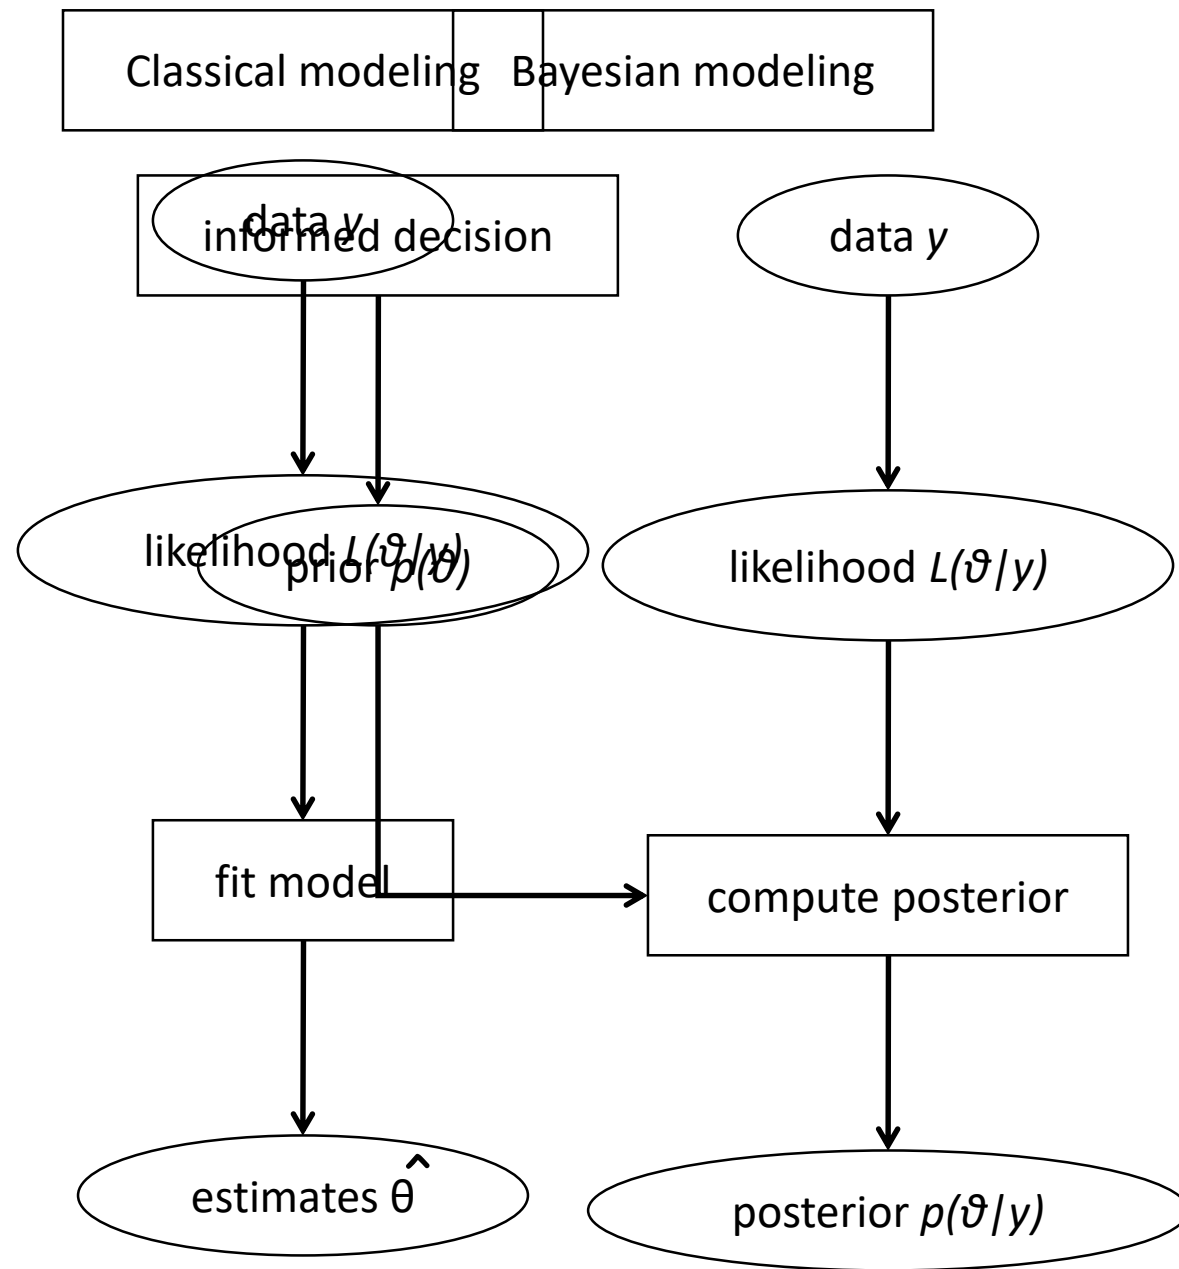 Classical modeling
Bayesian modeling
data y
informed decision
data y
likelihood L(ϑ|y)
prior p(ϑ)
likelihood L(ϑ|y)
fit model
compute posterior
estimates θ̂
posterior p(ϑ|y)